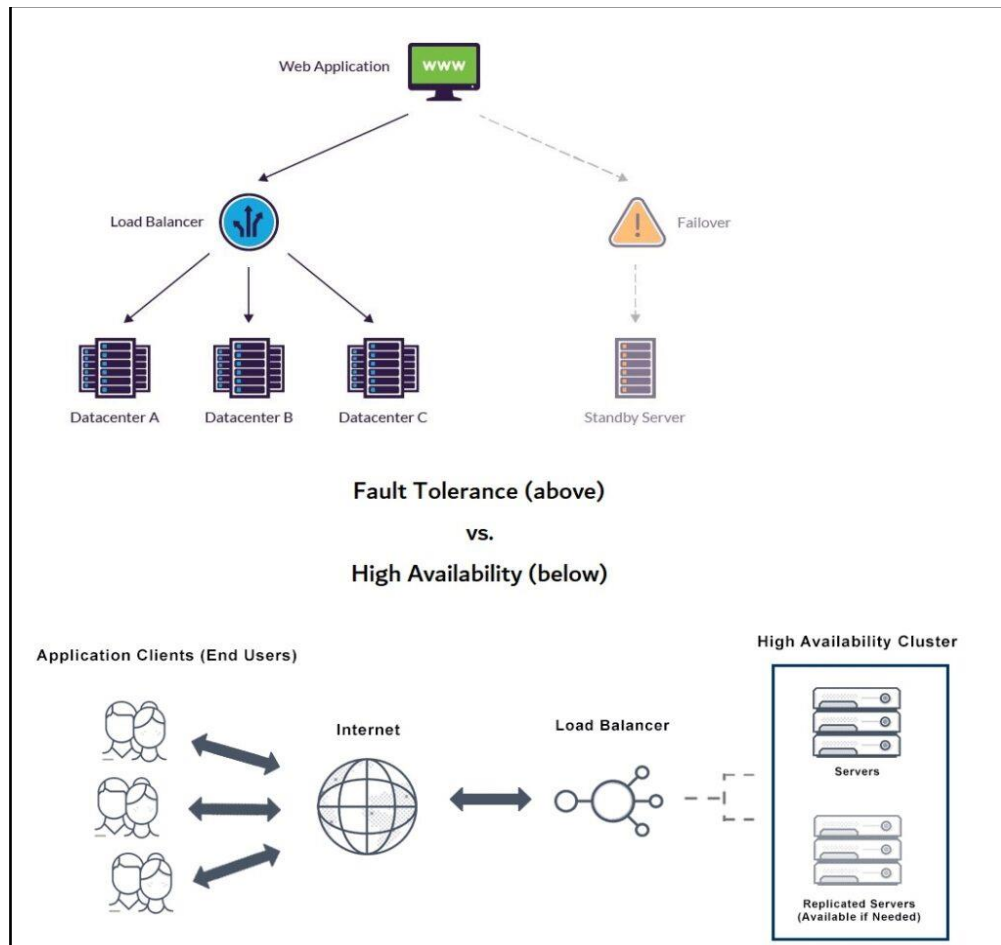 Web Application
WWW
Load Balancer
Failover
Datacenter A
Datacenter B
Datacenter C
Standby Server
Fault Tolerance (above)
vs.
High Availability (below)
High Availability Cluster
Application Clients (End Users)
Internet
Load Balancer
Servers
Replicated Servers
(Available if Needed)